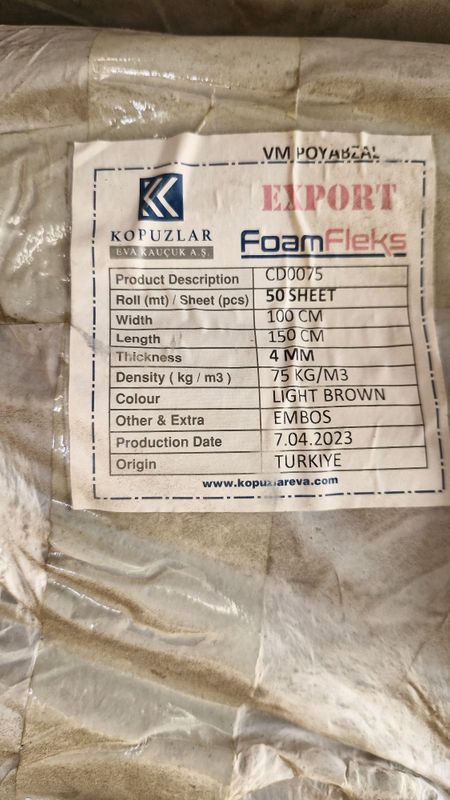 VM POYABZAL
EXPORT
KOPUZLAR
EVA KAUÇUK A.Ş.
FoamFleks
Product Description CD0075
Roll (mt) / Sheet (pcs) 50 SHEET
Width 100 CM
Length 150 CM
Thickness 4 MM
Density ( kg / m3 ) 75 KG/M3
Colour LIGHT BROWN
Other & Extra EMBOS
Production Date 7.04.2023
Origin TURKIYE
www.kopuzlareva.com